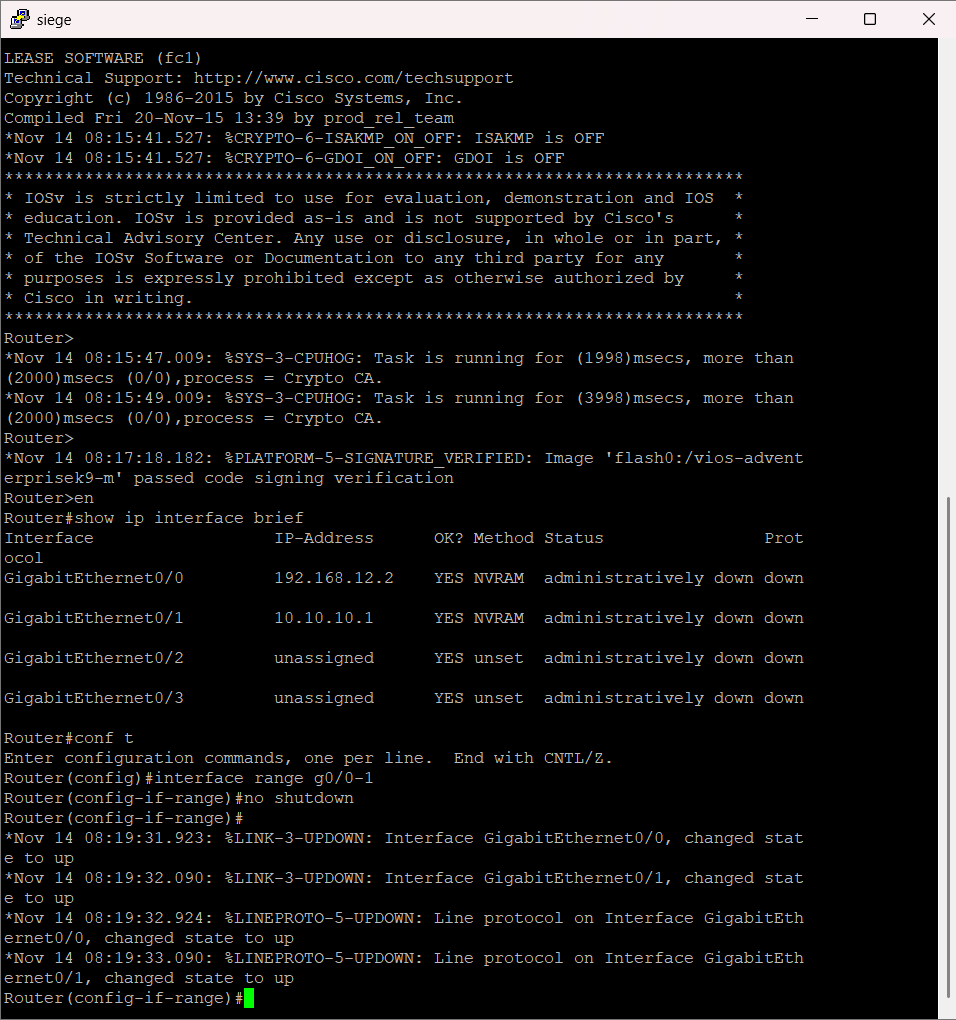 siege
LEASE SOFTWARE (fc1)
Technical Support: http://www.cisco.com/techsupport
Copyright (c) 1986-2015 by Cisco Systems, Inc.
Compiled Fri 20-Nov-15 13:39 by prod_rel_team
*Nov 14 08:15:41.527: %CRYPTO-6-ISAKMP_ON_OFF: ISAKMP is OFF
*Nov 14 08:15:41.527: %CRYPTO-6-GDOI_ON_OFF: GDOI is OFF
**************************************************************************
* IOSv is strictly limited to use for evaluation, demonstration and IOS  *
* education. IOSv is provided as-is and is not supported by Cisco's      *
* Technical Advisory Center. Any use or disclosure, in whole or in part, *
* of the IOSv Software or Documentation to any third party for any       *
* purposes is expressly prohibited except as otherwise authorized by     *
* Cisco in writing.                                                      *
**************************************************************************
Router>
*Nov 14 08:15:47.009: %SYS-3-CPUHOG: Task is running for (1998)msecs, more than
(2000)msecs (0/0),process = Crypto CA.
*Nov 14 08:15:49.009: %SYS-3-CPUHOG: Task is running for (3998)msecs, more than
(2000)msecs (0/0),process = Crypto CA.
Router>
*Nov 14 08:17:18.182: %PLATFORM-5-SIGNATURE_VERIFIED: Image 'flash0:/vios-advent
erprisek9-m' passed code signing verification
Router>en
Router#show ip interface brief
Interface                  IP-Address      OK? Method Status                Prot
ocol
GigabitEthernet0/0         192.168.12.2    YES NVRAM  administratively down down
GigabitEthernet0/1         10.10.10.1      YES NVRAM  administratively down down
GigabitEthernet0/2         unassigned      YES unset  administratively down down
GigabitEthernet0/3         unassigned      YES unset  administratively down down
Router#conf t
Enter configuration commands, one per line.  End with CNTL/Z.
Router(config)#interface range g0/0-1
Router(config-if-range)#no shutdown
Router(config-if-range)#
*Nov 14 08:19:31.923: %LINK-3-UPDOWN: Interface GigabitEthernet0/0, changed stat
e to up
*Nov 14 08:19:32.090: %LINK-3-UPDOWN: Interface GigabitEthernet0/1, changed stat
e to up
*Nov 14 08:19:32.924: %LINEPROTO-5-UPDOWN: Line protocol on Interface GigabitEth
ernet0/0, changed state to up
*Nov 14 08:19:33.090: %LINEPROTO-5-UPDOWN: Line protocol on Interface GigabitEth
ernet0/1, changed state to up
Router(config-if-range)#